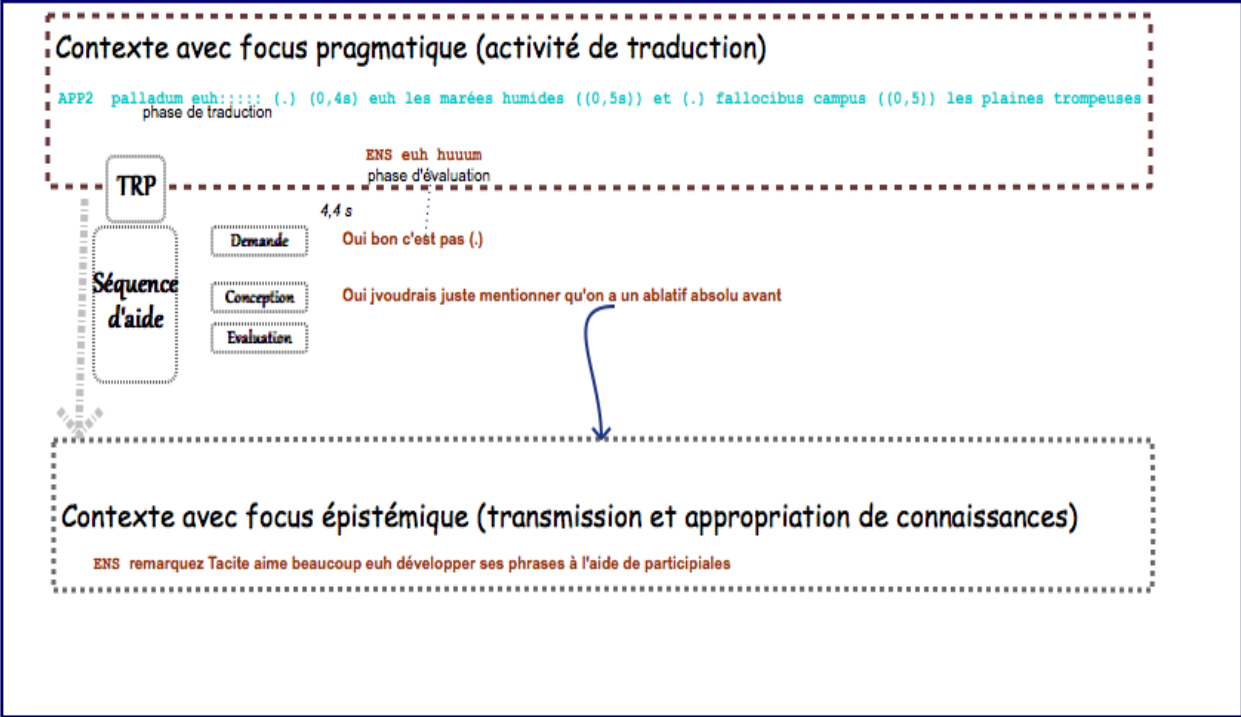 Contexte avec focus pragmatique (activité de traduction)
APP2 palladum euh::::: (.) (0,4s) euh les marées humides ((0,5s)) et (.) fallocibus campus ((0,5)) les plaines trompeuses
phase de traduction
ENS euh huuum
phase d'évaluation
TRP
4,4 s
Demande
Oui bon c'est pas (.)
Séquence
d'aide
Conception
Oui jvoudrais juste mentionner qu'on a un ablatif absolu avant
Evaluation
Contexte avec focus épistémique (transmission et appropriation de connaissances)
ENS remarquez Tacite aime beaucoup euh développer ses phrases à l'aide de participiales